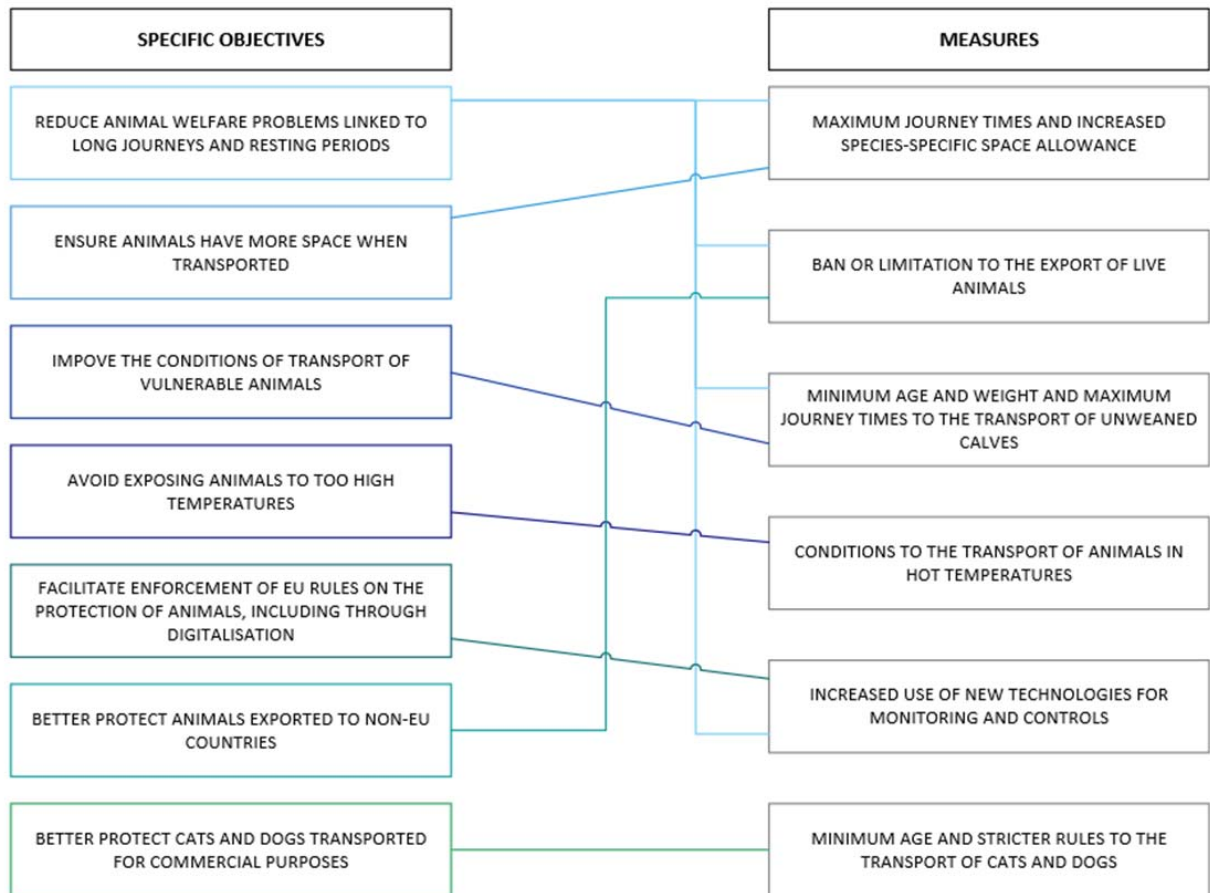 SPECIFIC OBJECTIVES
REDUCE ANIMAL WELFARE PROBLEMS LINKED TO
LONG JOURNEYS AND RESTING PERIODS
ENSURE ANIMALS HAVE MORE SPACE WHEN
TRANSPORTED
IMPOVE THE CONDITIONS OF TRANSPORT OF
VULNERABLE ANIMALS
AVOID EXPOSING ANIMALS TO TOO HIGH
TEMPERATURES
FACILITATE ENFORCEMENT OF EU RULES ON THE
PROTECTION OF ANIMALS, INCLUDING THROUGH
DIGITALISATION
BETTER PROTECT ANIMALS EXPORTED TO NON-EU
COUNTRIES
BETTER PROTECT CATS AND DOGS TRANSPORTED
FOR COMMERCIAL PURPOSES
MEASURES
MAXIMUM JOURNEY TIMES AND INCREASED
SPECIES-SPECIFIC SPACE ALLOWANCE
BAN OR LIMITATION TO THE EXPORT OF LIVE
ANIMALS
MINIMUM AGE AND WEIGHT AND MAXIMUM
JOURNEY TIMES TO THE TRANSPORT OF UNWEANED
CALVES
CONDITIONS TO THE TRANSPORT OF ANIMALS IN
HOT TEMPERATURES
INCREASED USE OF NEW TECHNOLOGIES FOR
MONITORING AND CONTROLS
MINIMUM AGE AND STRICTER RULES TO THE
TRANSPORT OF CATS AND DOGS